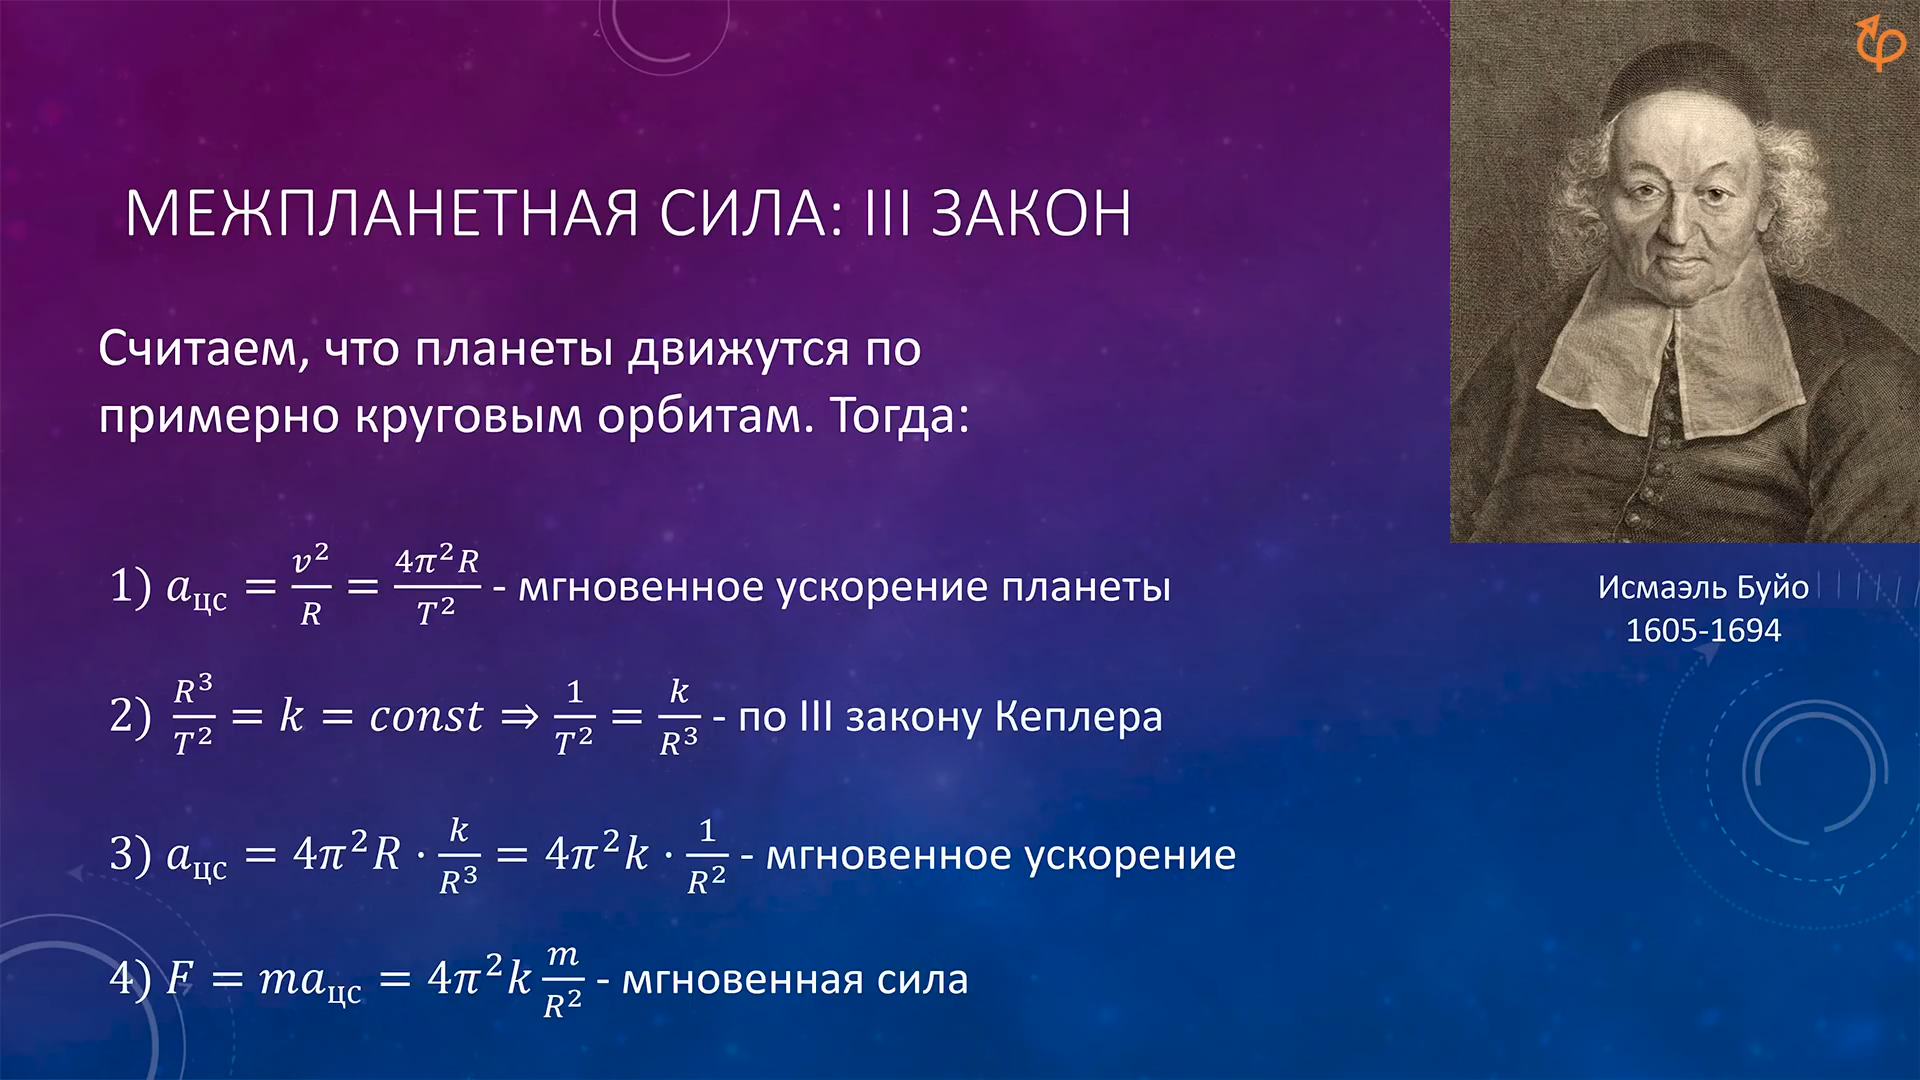 МЕЖПЛАНЕТНАЯ СИЛА: III ЗАКОН
Считаем, что планеты движутся по
примерно круговым орбитам. Тогда:
1) a_цс = v²/R = 4π²R/T² - мгновенное ускорение планеты
2) R³/T² = k = const ⇒ 1/T² = k/R³ - по III закону Кеплера
3) a_цс = 4π²R · k/R³ = 4π²k · 1/R² - мгновенное ускорение
4) F = ma_цс = 4π²k m/R² - мгновенная сила
Исмаэль Буйо
1605-1694